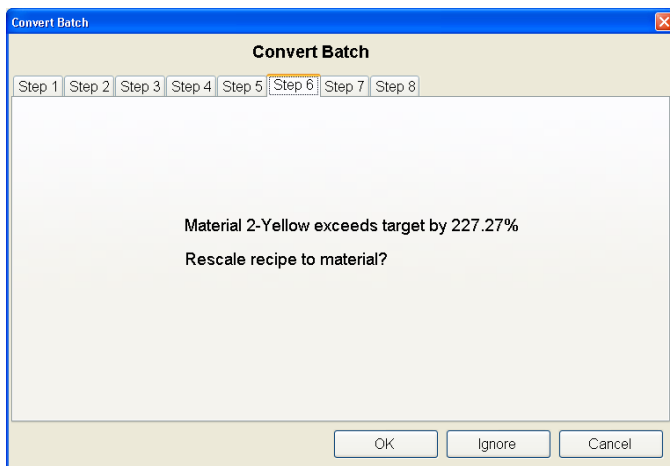 Convert Batch
Convert Batch
Step 1 Step 2 Step 3 Step 4 Step 5 Step 6 Step 7 Step 8
Material 2-Yellow exceeds target by 227.27%
Rescale recipe to material?
OK Ignore Cancel